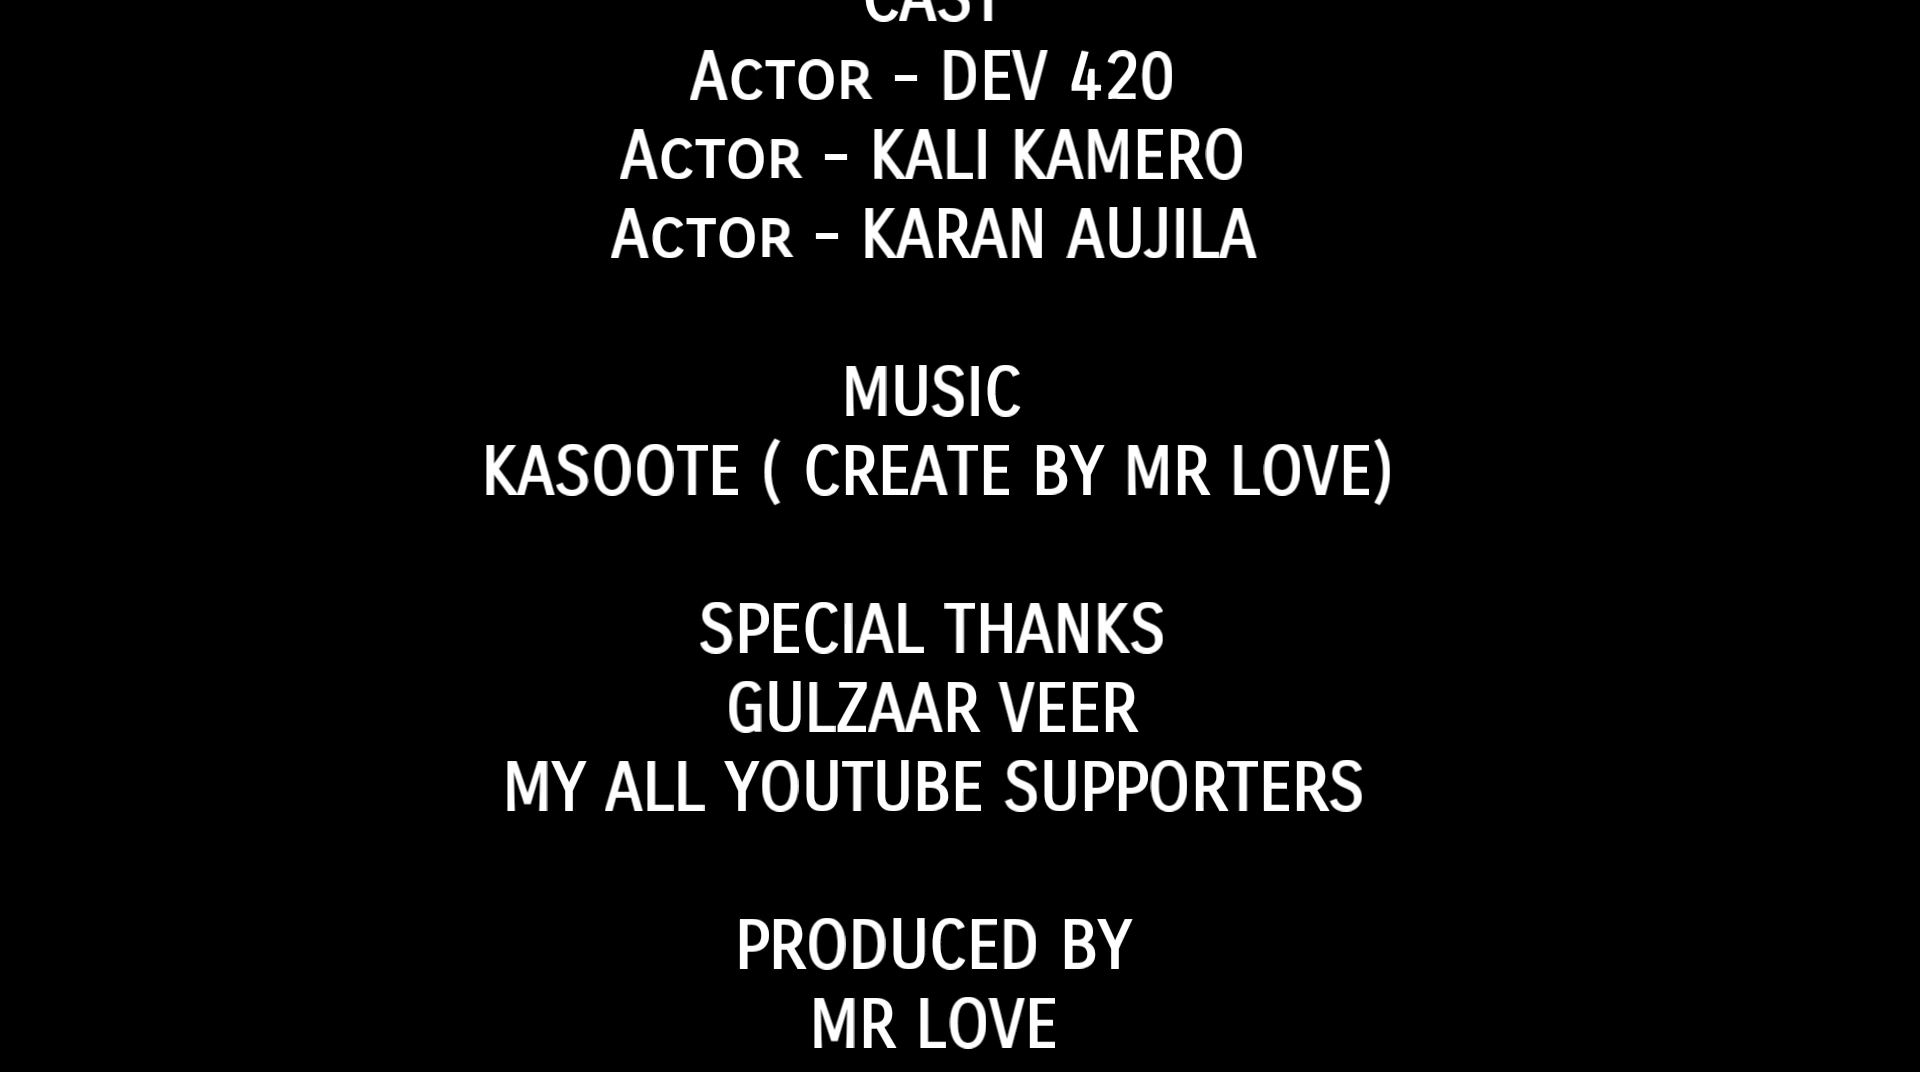 CAST
ACTOR - DEV 420
ACTOR - KALI KAMERO
ACTOR - KARAN AUJILA
MUSIC
KASOOTE ( CREATE BY MR LOVE)
SPECIAL THANKS
GULZAAR VEER
MY ALL YOUTUBE SUPPORTERS
PRODUCED BY
MR LOVE